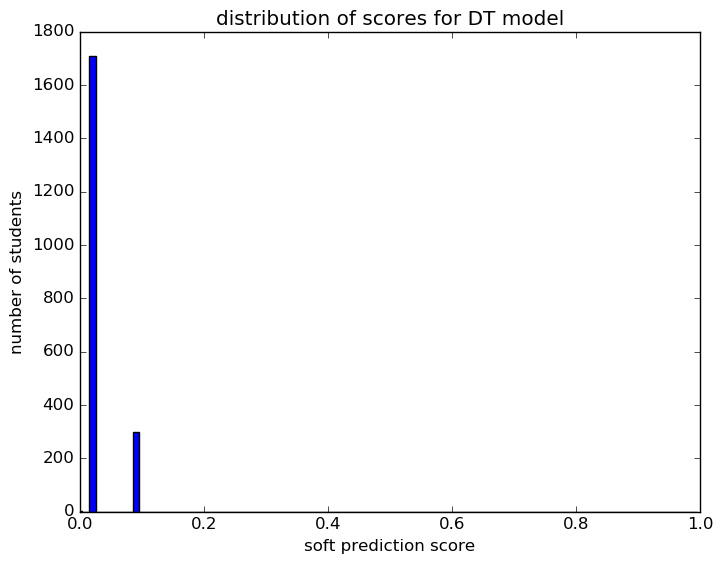 distribution of scores for DT model
1800
1600
1400
1200
1000
800
600
400
200
0
number of students
0.0 0.2 0.4 0.6 0.8 1.0
soft prediction score